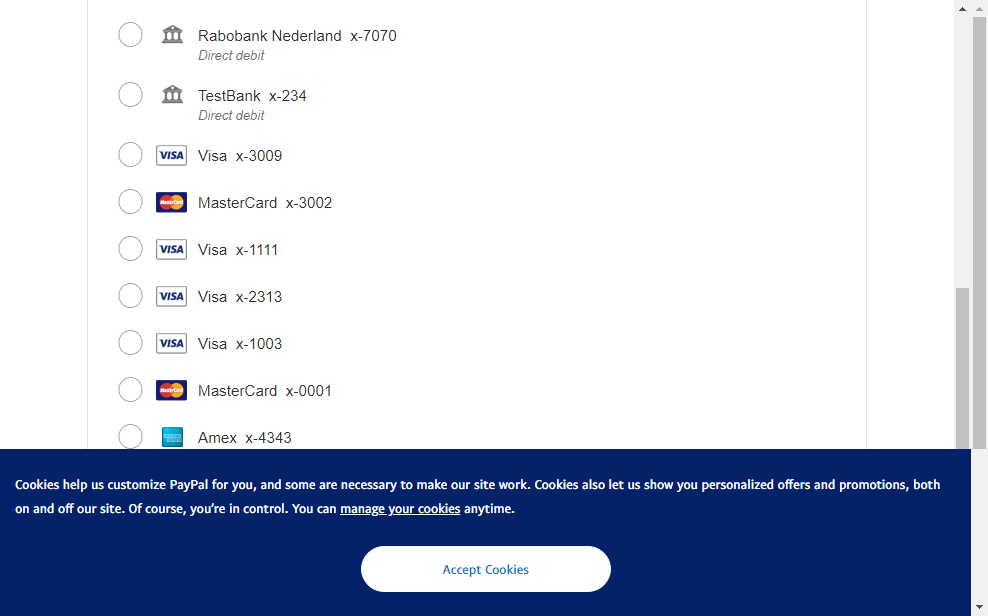 Rabobank Nederland x-7070
Direct debit
TestBank x-234
Direct debit
VISA Visa x-3009
MasterCard MasterCard x-3002
VISA Visa x-1111
VISA Visa x-2313
VISA Visa x-1003
MasterCard MasterCard x-0001
Amex x-4343
Cookies help us customize PayPal for you, and some are necessary to make our site work. Cookies also let us show you personalized offers and promotions, both
on and off our site. Of course, you’re in control. You can manage your cookies anytime.
Accept Cookies